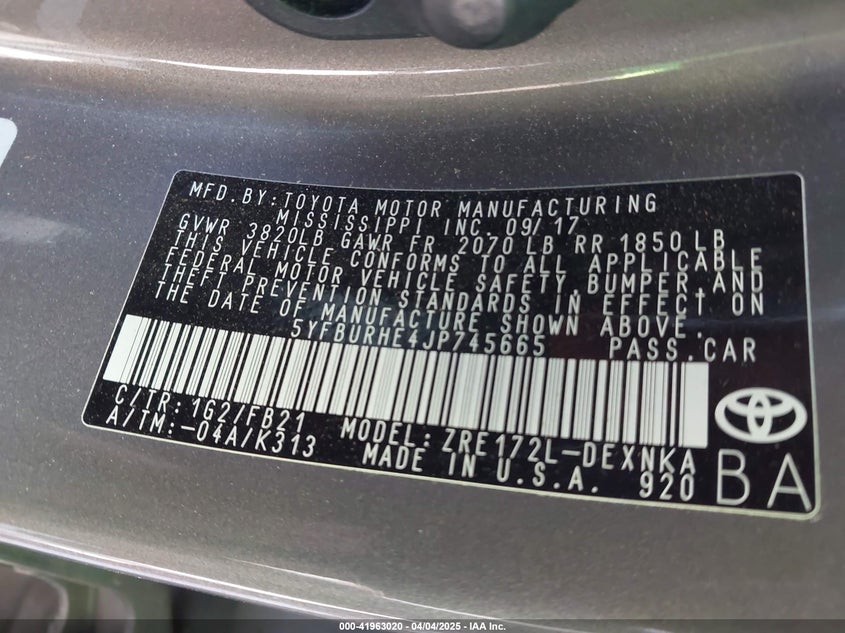 MFD.BY:TOYOTA MOTOR MANUFACTURING
MISSISSIPPI INC. 09/17
GVWR 3820LB GAWR FR 2070 LB RR 1850 LB
THIS VEHICLE CONFORMS TO ALL APPLICABLE
FEDERAL MOTOR VEHICLE SAFETY, BUMPER AND
THEFT PREVENTION STANDARDS IN EFFECT ON
THE DATE OF MANUFACTURE SHOWN ABOVE.
5YFBURHE4JP745665 PASS.CAR
C/TR:1G2/FB21 MODEL:ZRE172L-DEXNKA
A/TM:-04A/K313 MADE IN U.S.A. 920
BA
000-41963020 - 04/04/2025 - IAA Inc.